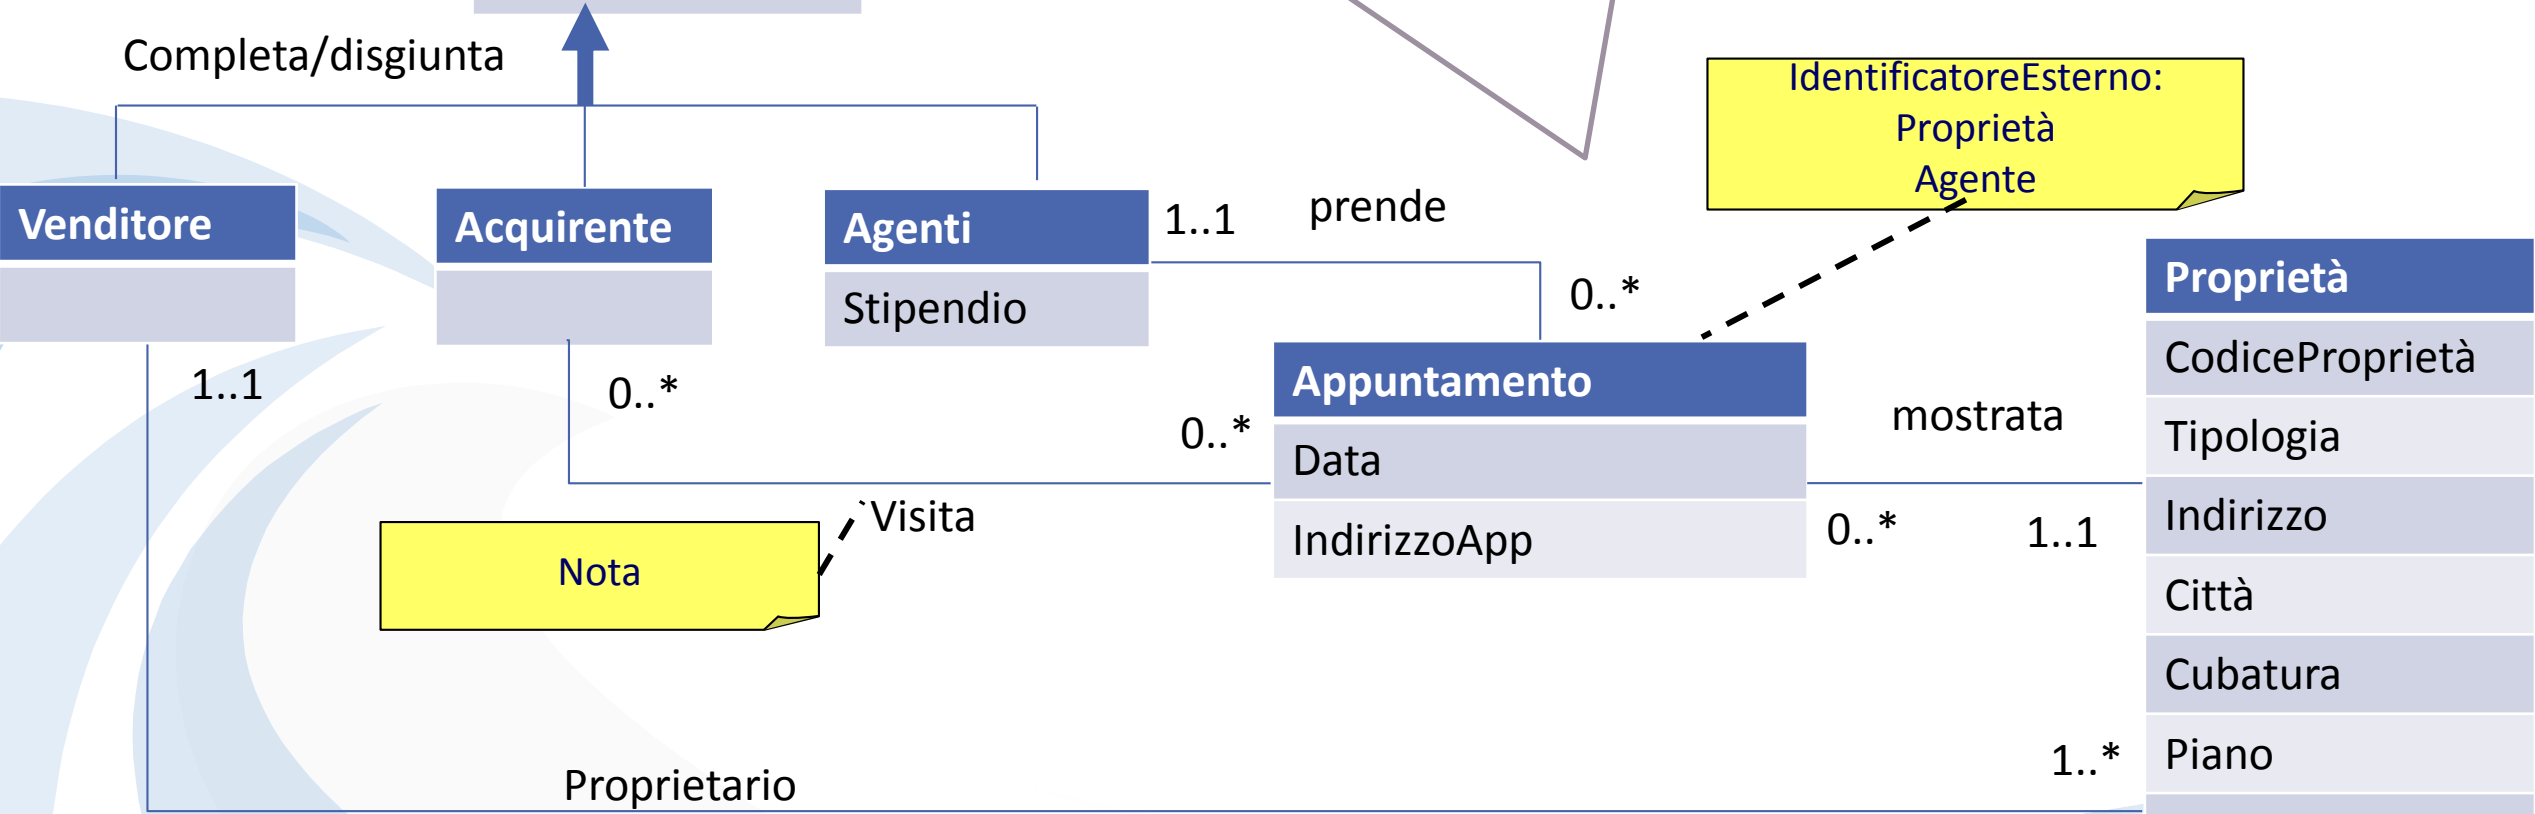 Completa/disgiunta
IdentificatoreEsterno:
Proprietà
Agente
Venditore
Acquirente
Agenti
Stipendio
1..1
prende
0..*
Proprietà
CodiceProprietà
Tipologia
Indirizzo
Città
Cubatura
Piano
1..1
0..*
0..*
Appuntamento
Data
IndirizzoApp
mostrata
0..*
1..1
Visita
Nota
1..*
Proprietario